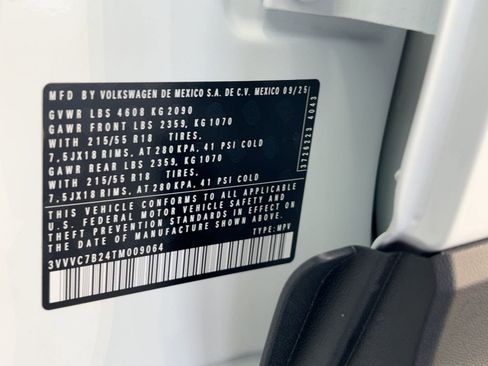 MFD BY VOLKSWAGEN DE MEXICO S.A. DE C.V. MEXICO 09/25
GVWR LBS 4608 KG 2090
GAWR FRONT LBS 2359, KG 1070
WITH 215/55 R18 TIRES.
7.5JX18 RIMS, AT 280 KPA, 41 PSI COLD
GAWR REAR LBS 2359, KG 1070
WITH 215/55 R18 TIRES.
7.5JX18 RIMS, AT 280 KPA, 41 PSI COLD
THIS VEHICLE CONFORMS TO ALL APPLICABLE
U.S. FEDERAL MOTOR VEHICLE SAFETY AND
THEFT PREVENTION STANDARDS IN EFFECT ON
THE DATE OF MANUFACTURE SHOWN ABOVE.
TYPE: MPV
3VVVC7B24TM009064
3776223 4043